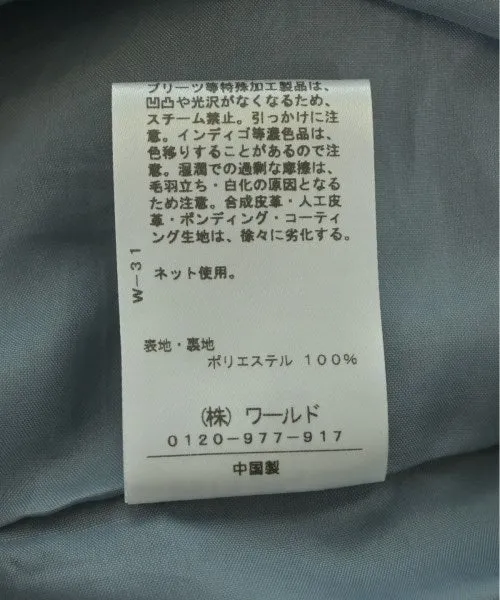 プリーツ等特殊加工製品は、
凹凸や光沢がなくなるため、
スチーム禁止。引っかけに注
意。インディゴ等濃色品は、
色移りすることがあるので注
意。湿潤での過剰な摩擦は、
毛羽立ち・白化の原因となる
ため注意。合成皮革・人工皮
革・ボンディング・コーティ
ング生地は、徐々に劣化する。
W-31
ネット使用。
表地・裏地
ポリエステル 100%
(株) ワールド
0120-977-917
中国製